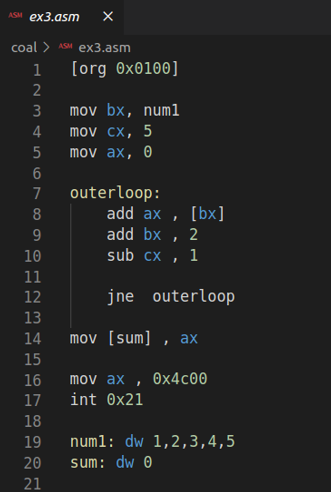 ASM ex3.asm ×
coal > ASM ex3.asm
1 [org 0x0100]
2
3 mov bx, num1
4 mov cx, 5
5 mov ax, 0
6
7 outerloop:
8     add ax , [bx]
9     add bx , 2
10     sub cx , 1
11
12     jne  outerloop
13
14 mov [sum] , ax
15
16 mov ax , 0x4c00
17 int 0x21
18
19 num1: dw 1,2,3,4,5
20 sum: dw 0
21